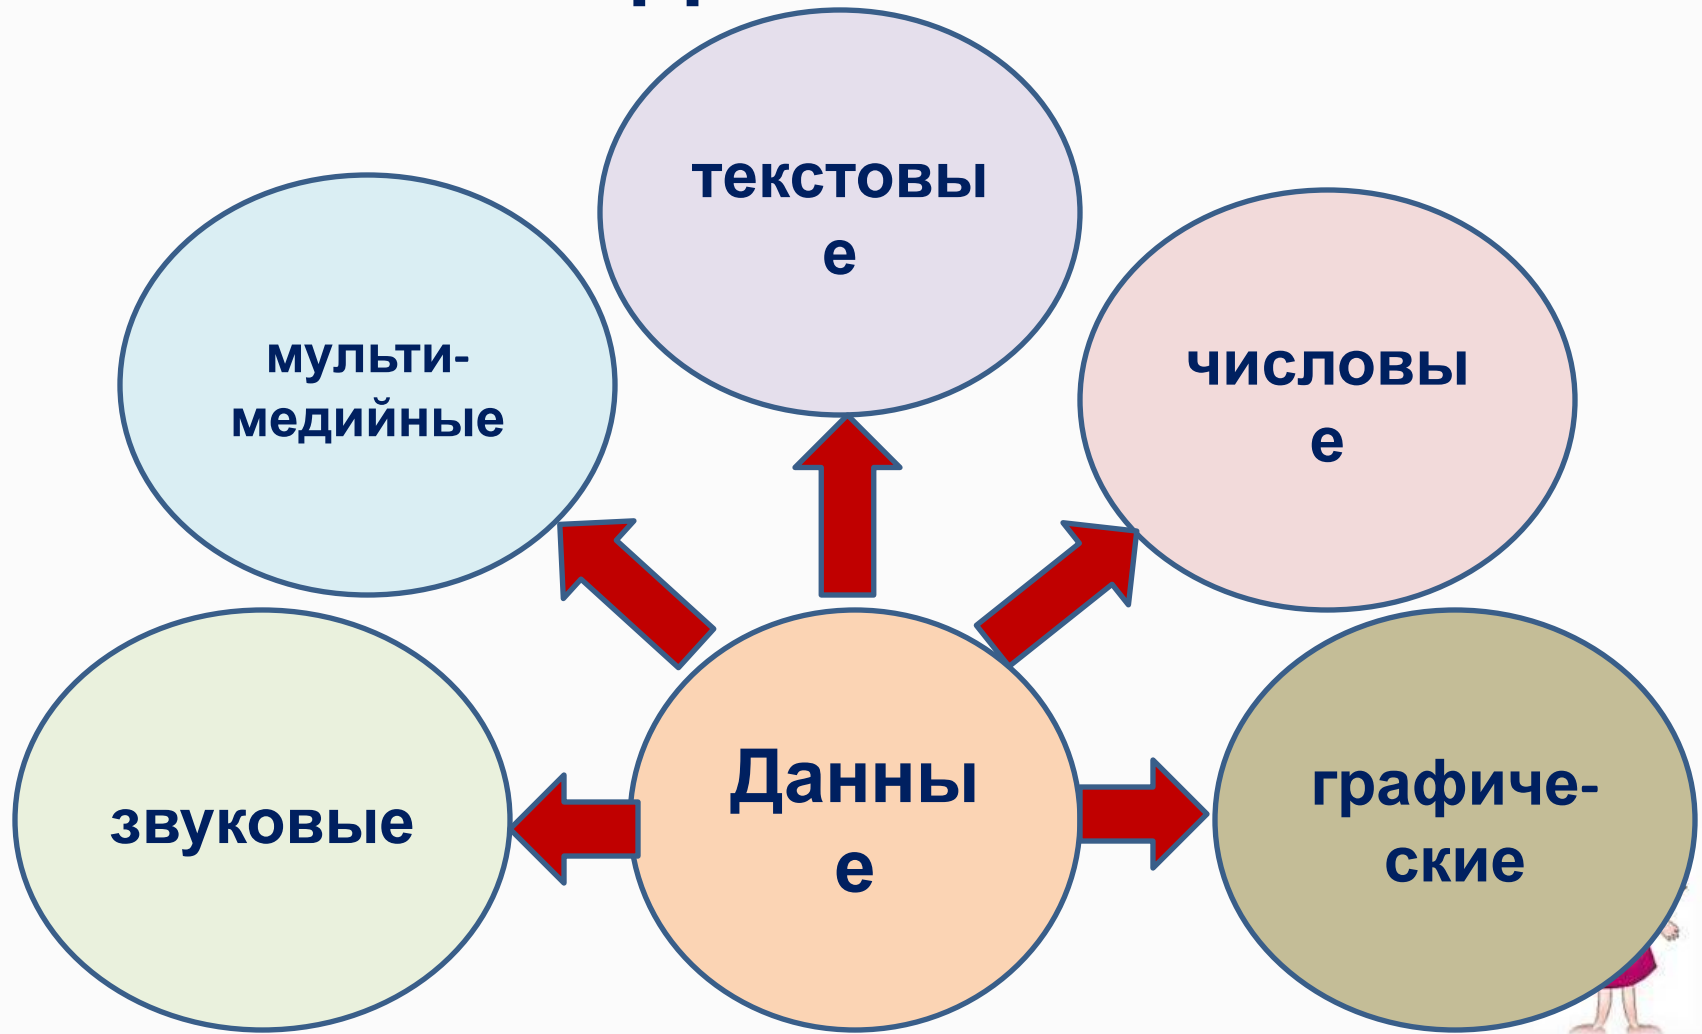 текстовы
е
мульти-
медийные
числовы
е
звуковые
Данны
е
графиче-
ские